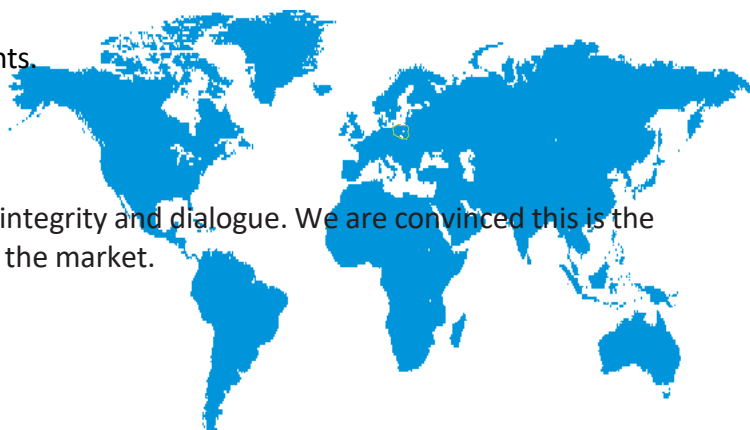 nts.
integrity and dialogue. We are convinced this is the
the market.